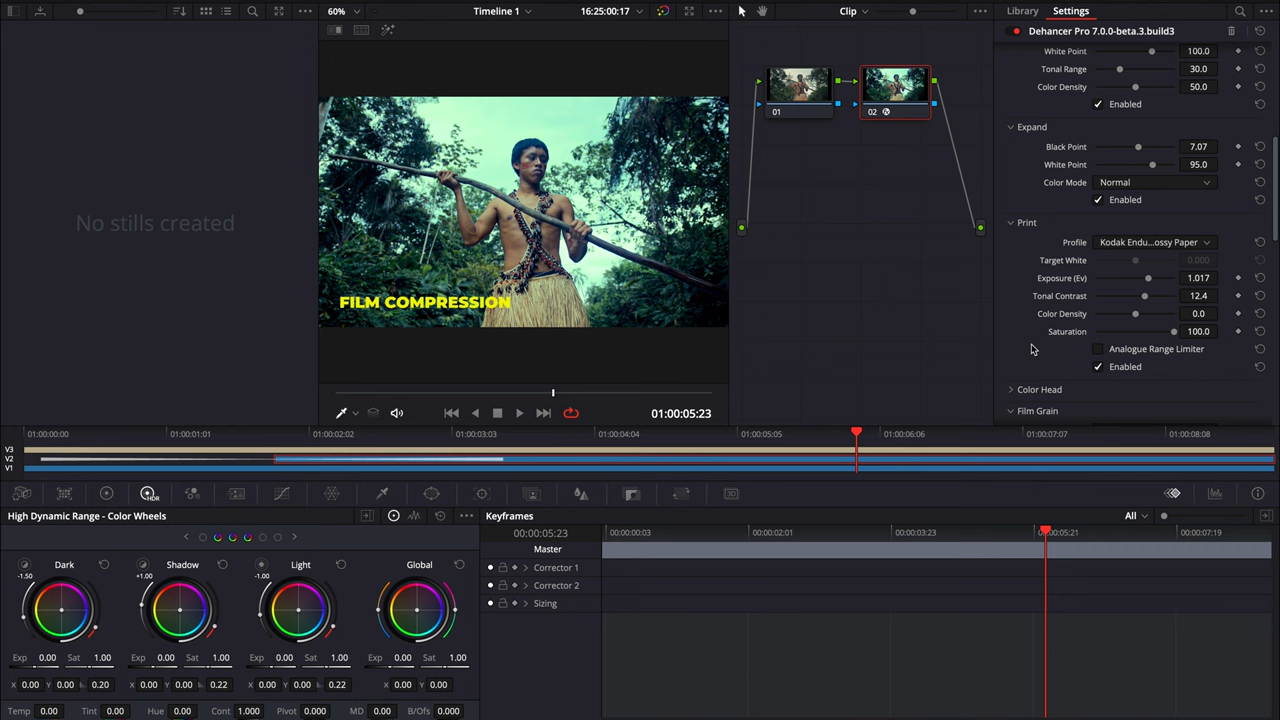 60%
Timeline 1
16:25:00:17
Clip
Library
Settings
Dehancer Pro 7.0.0-beta.3.build3
White Point 100.0
Tonal Range 30.0
Color Density 50.0
Enabled
Expand
Black Point 7.07
White Point 95.0
Color Mode Normal
Enabled
Print
Profile Kodak Endu...ossy Paper
Target White 0.000
Exposure (Ev) 1.017
Tonal Contrast 12.4
Color Density 0.0
Saturation 100.0
Analogue Range Limiter
Enabled
Color Head
Film Grain
No stills created
FILM COMPRESSION
01
02
01:00:05:23
01:00:00:00
01:00:01:01
01:00:02:02
01:00:03:03
01:00:04:04
01:00:05:05
01:00:06:06
01:00:07:07
01:00:08:08
V3
V2
V1
HDR
3D
High Dynamic Range - Color Wheels
Dark
-1.50
Exp 0.00 Sat 1.00
X 0.00 Y 0.00 L 0.20
Shadow
+1.00
Exp 0.00 Sat 1.00
X 0.00 Y 0.00 L 0.22
Light
-1.00
Exp 0.00 Sat 1.00
X 0.00 Y 0.00 L 0.22
Global
Exp 0.00 Sat 1.00
X 0.00 Y 0.00
Temp 0.00 Tint 0.00 Hue 0.00 Cont 1.000 Pivot 0.000 MD 0.00 B/Ofs 0.000
Keyframes
All
00:00:05:23
00:00:00:03
00:00:02:01
00:00:03:23
00:00:05:21
00:00:07:19
Master
Corrector 1
Corrector 2
Sizing